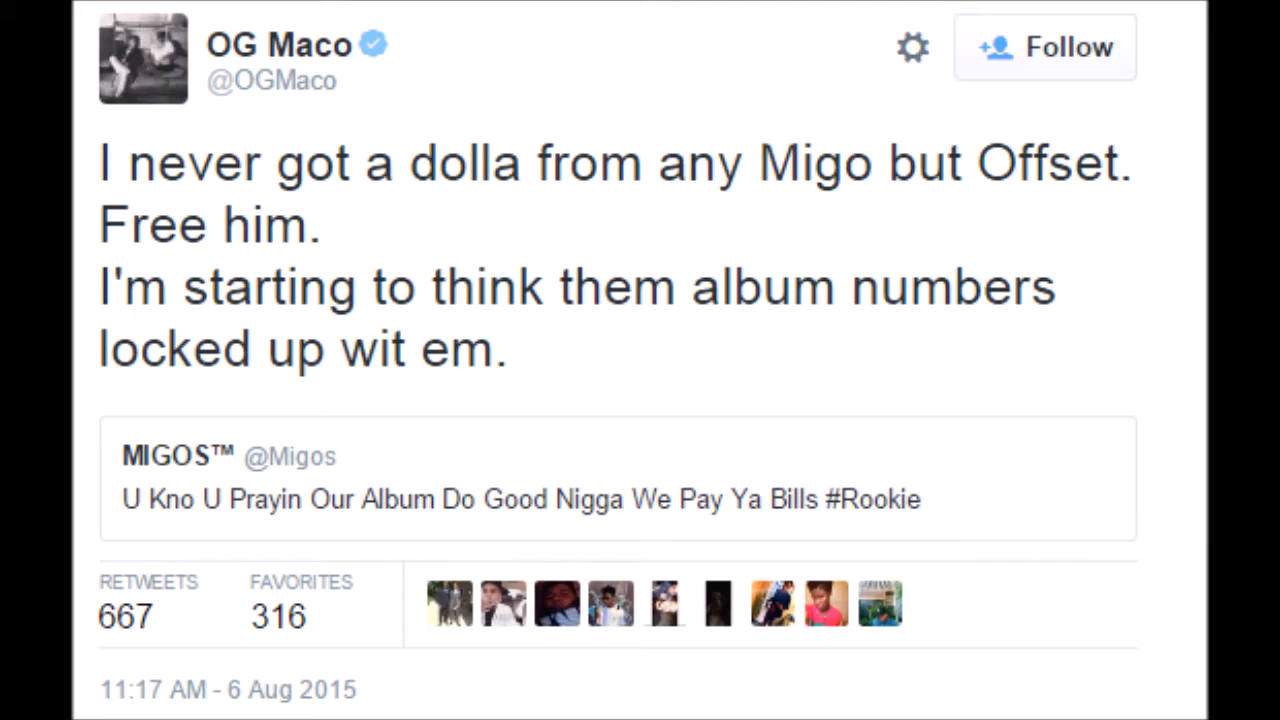 OG Maco
@OGMaco
Follow
I never got a dolla from any Migo but Offset.
Free him.
I'm starting to think them album numbers
locked up wit em.
MIGOS™ @Migos
U Kno U Prayin Our Album Do Good Nigga We Pay Ya Bills #Rookie
RETWEETS FAVORITES
667 316
11:17 AM - 6 Aug 2015